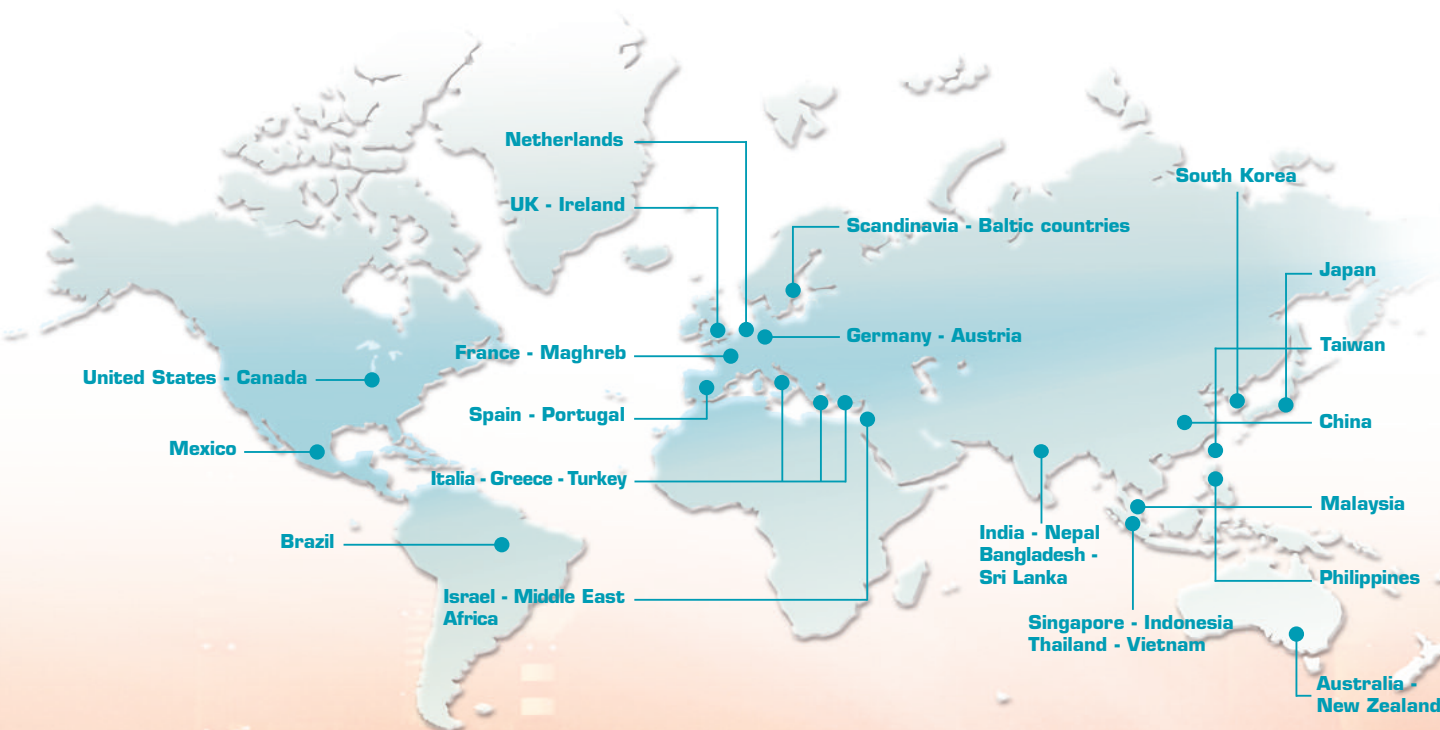 Netherlands
South Korea
UK - Ireland
Scandinavia - Baltic countries
Japan
Germany - Austria
Taiwan
France - Maghreb
United States - Canada
Spain - Portugal
China
Mexico
Italia - Greece - Turkey
Malaysia
India - Nepal
Bangladesh -
Sri Lanka
Brazil
Philippines
Israel - Middle East
Africa
Singapore - Indonesia
Thailand - Vietnam
Australia -
New Zealand